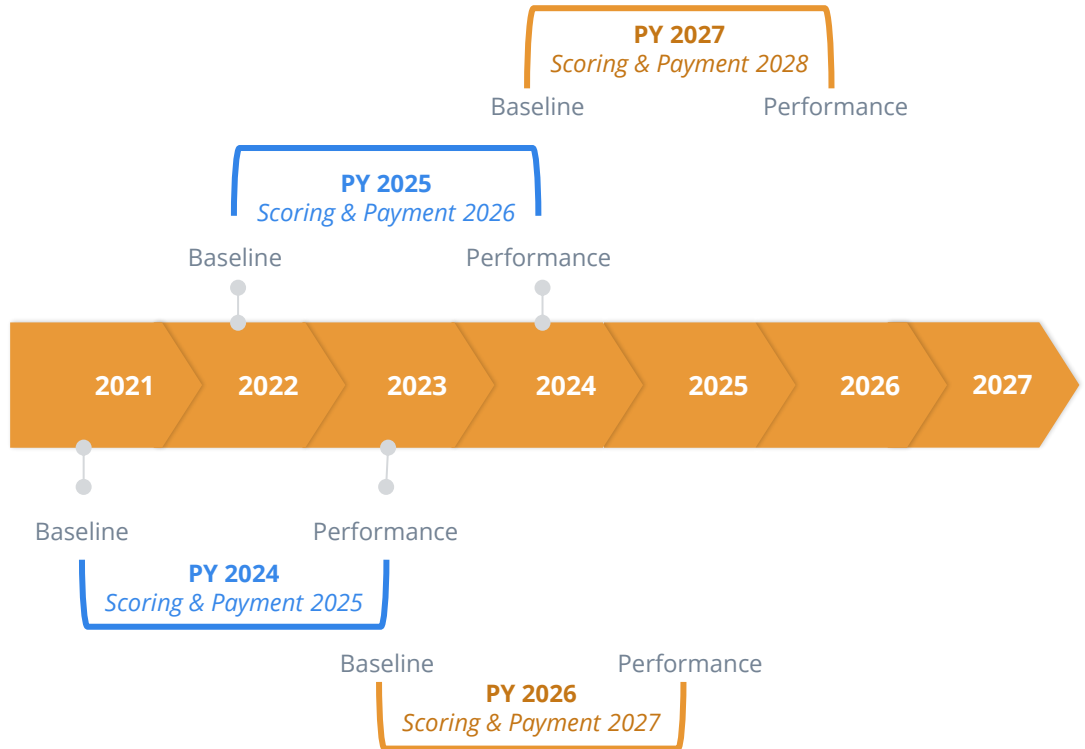 PY 2027
Scoring & Payment 2028
Baseline
Performance
PY 2025
Scoring & Payment 2026
Baseline
Performance
2021
2022
2023
2024
2025
2026
2027
Baseline
Performance
PY 2024
Scoring & Payment 2025
Baseline
Performance
PY 2026
Scoring & Payment 2027